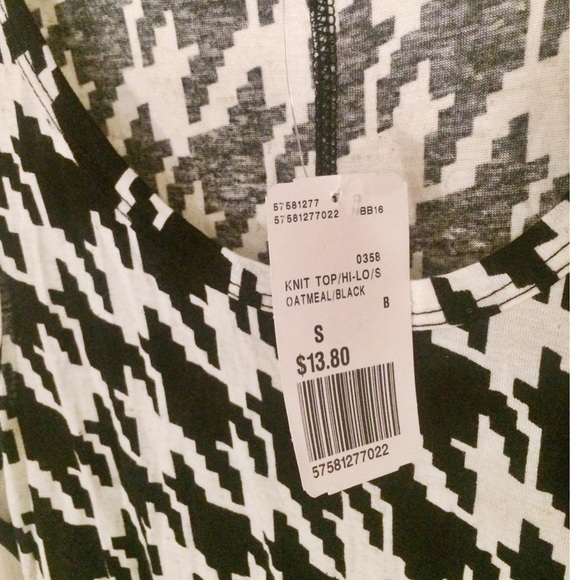 57581277
57581277022 BB16
0358
KNIT TOP/HI-LO/S
OATMEAL/BLACK
B
S
$13.80
57581277022